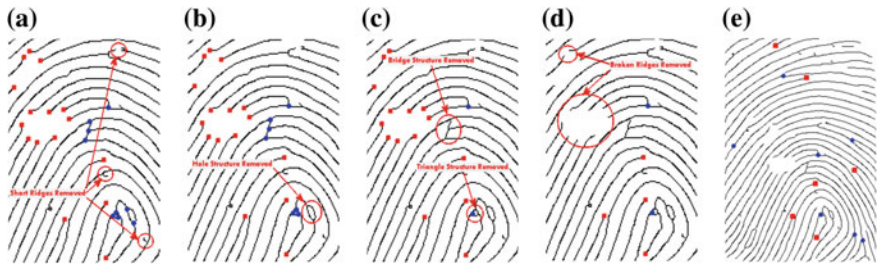 (a)
(b)
(c)
(d)
(e)
Short Ridges Removed
Hole Structure Removed
Bridge Structure Removed
Triangle Structure Removed
Broken Ridges Removed